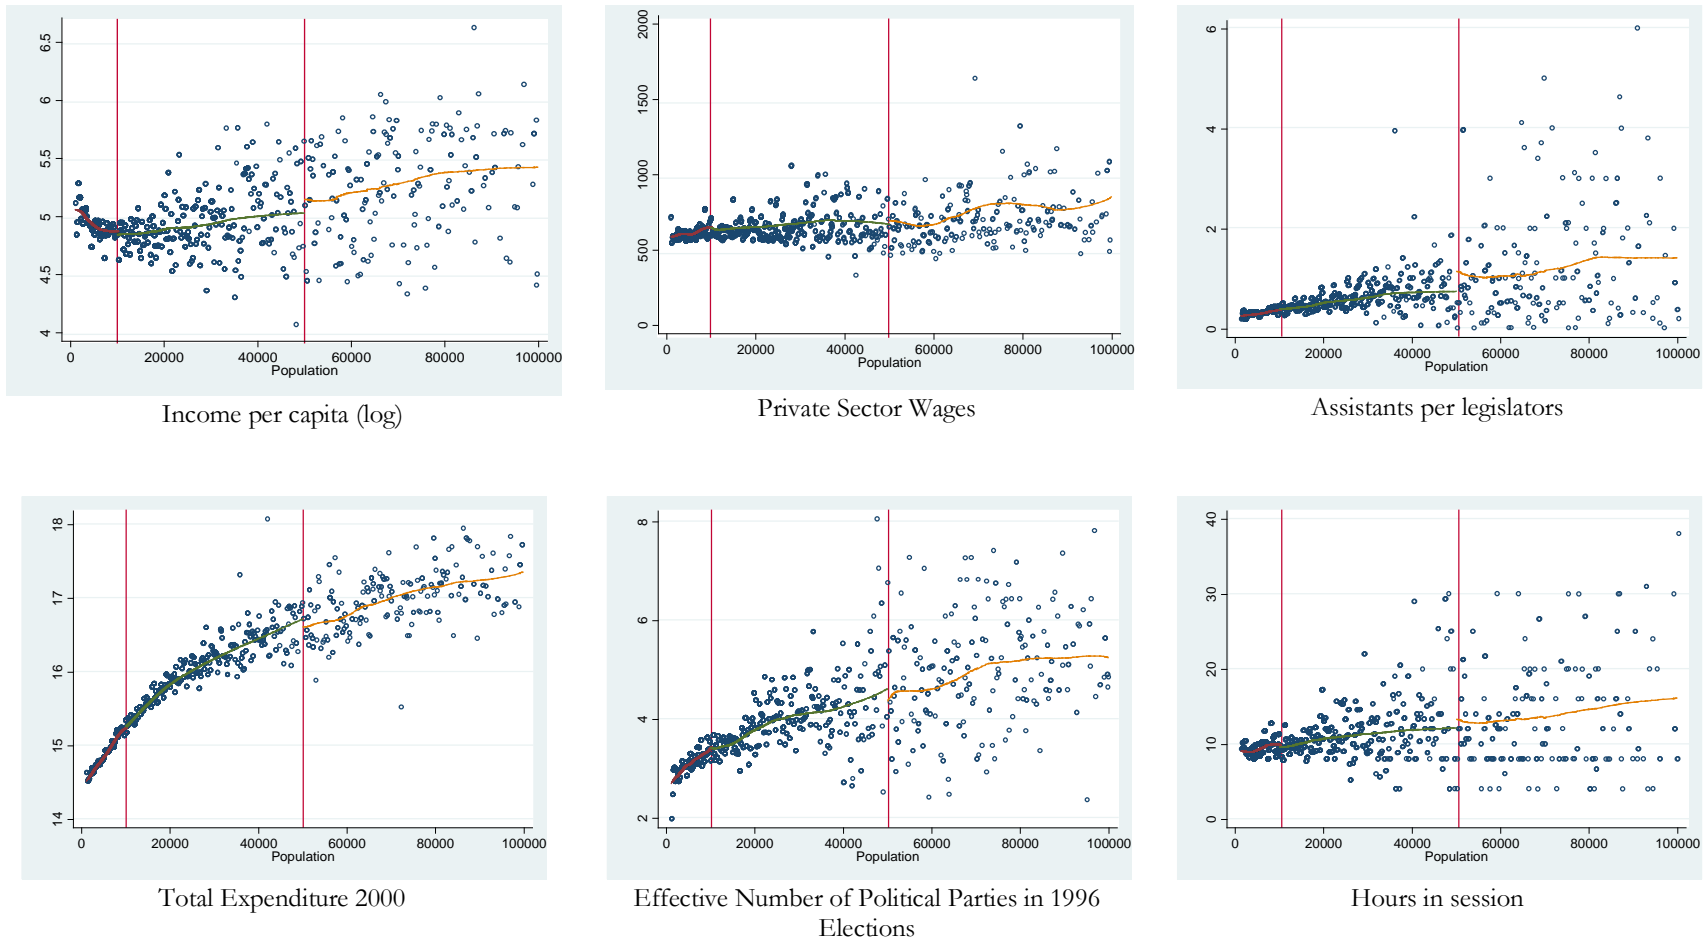 6.5
6
5.5
5
4.5
4
0 20000 40000 60000 80000 100000
Population
Income per capita (log)
2000
1500
1000
500
0
0 20000 40000 60000 80000 100000
Population
Private Sector Wages
6
4
2
0
0 20000 40000 60000 80000 100000
Population
Assistants per legislators
18
17
16
15
14
0 20000 40000 60000 80000 100000
Population
Total Expenditure 2000
8
6
4
2
0 20000 40000 60000 80000 100000
Population
Effective Number of Political Parties in 1996
Elections
40
30
20
10
0
0 20000 40000 60000 80000 100000
Population
Hours in session